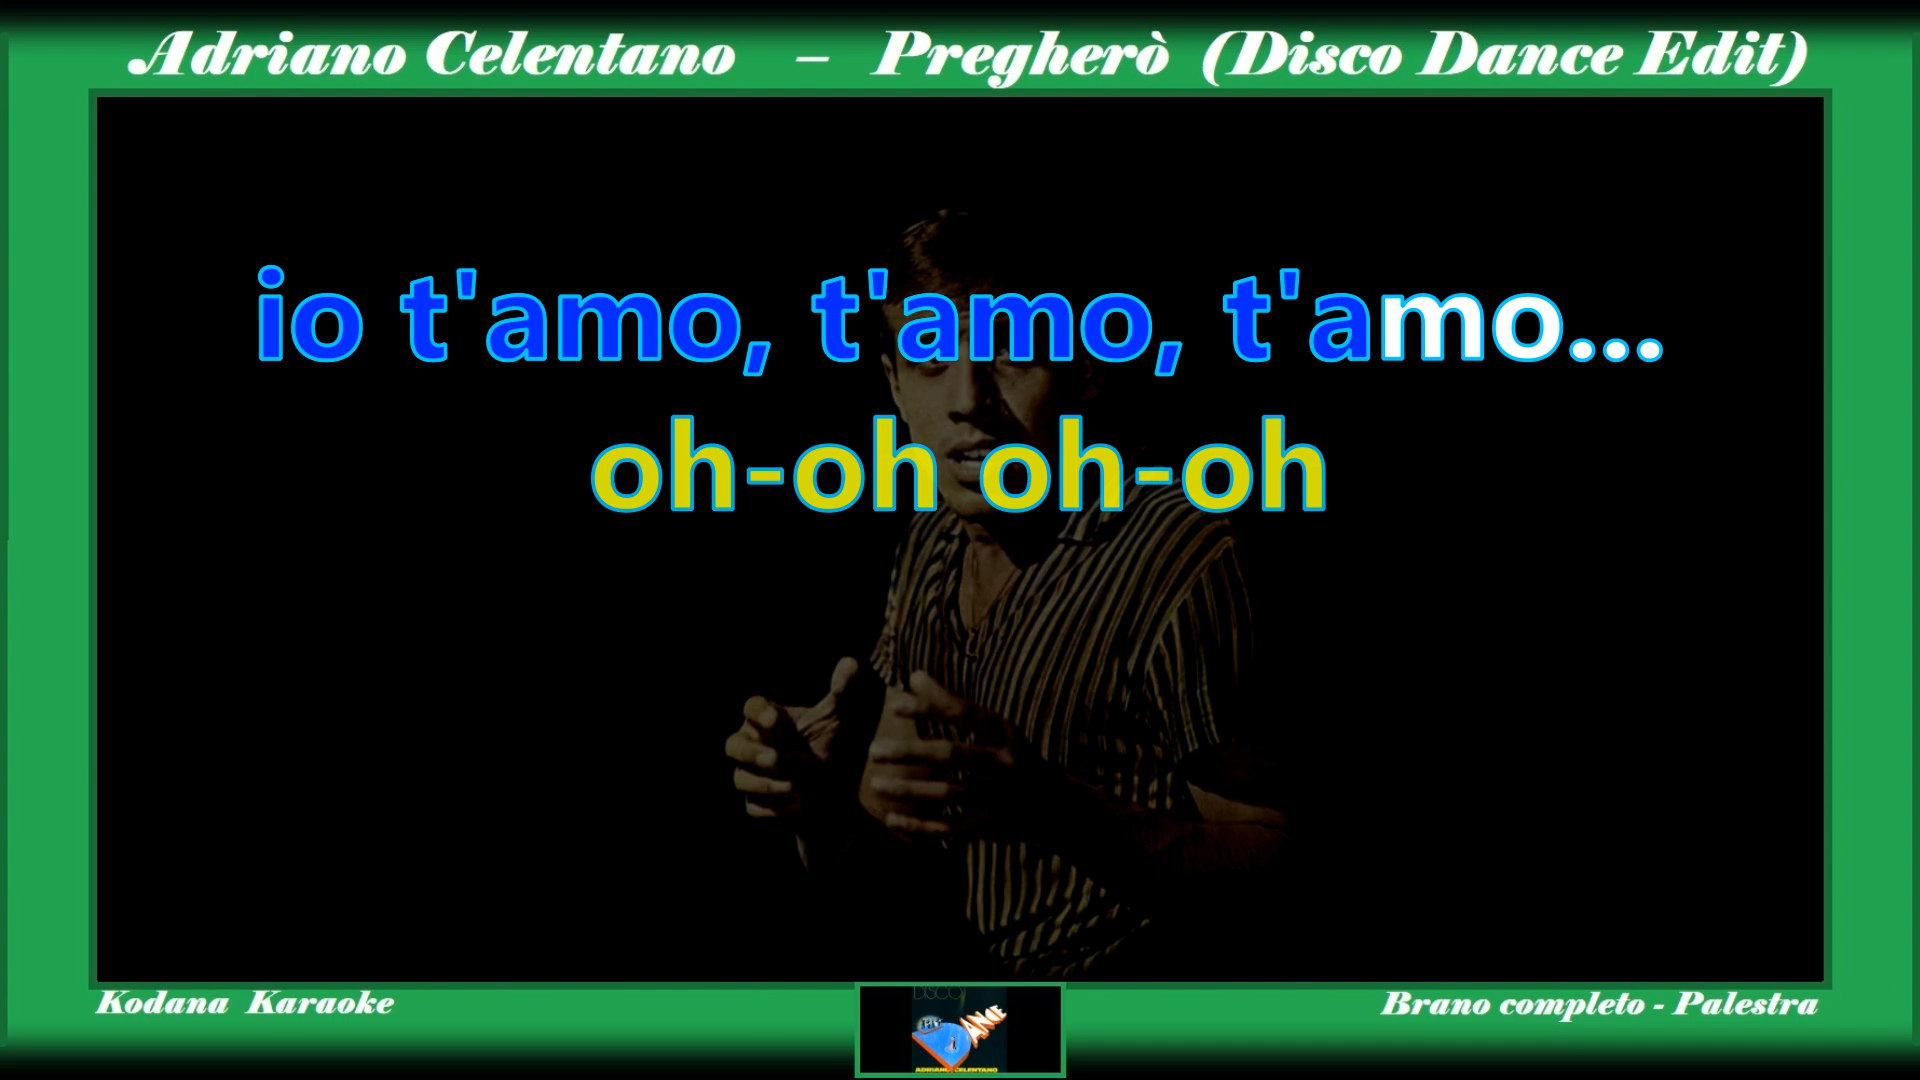 Adriano Celentano – Pregherò (Disco Dance Edit)
io t'amo, t'amo, t'amo...
oh-oh oh-oh
Kodana Karaoke
DISCO
DANCE
ADRIANO CELENTANO
Brano completo - Palestra